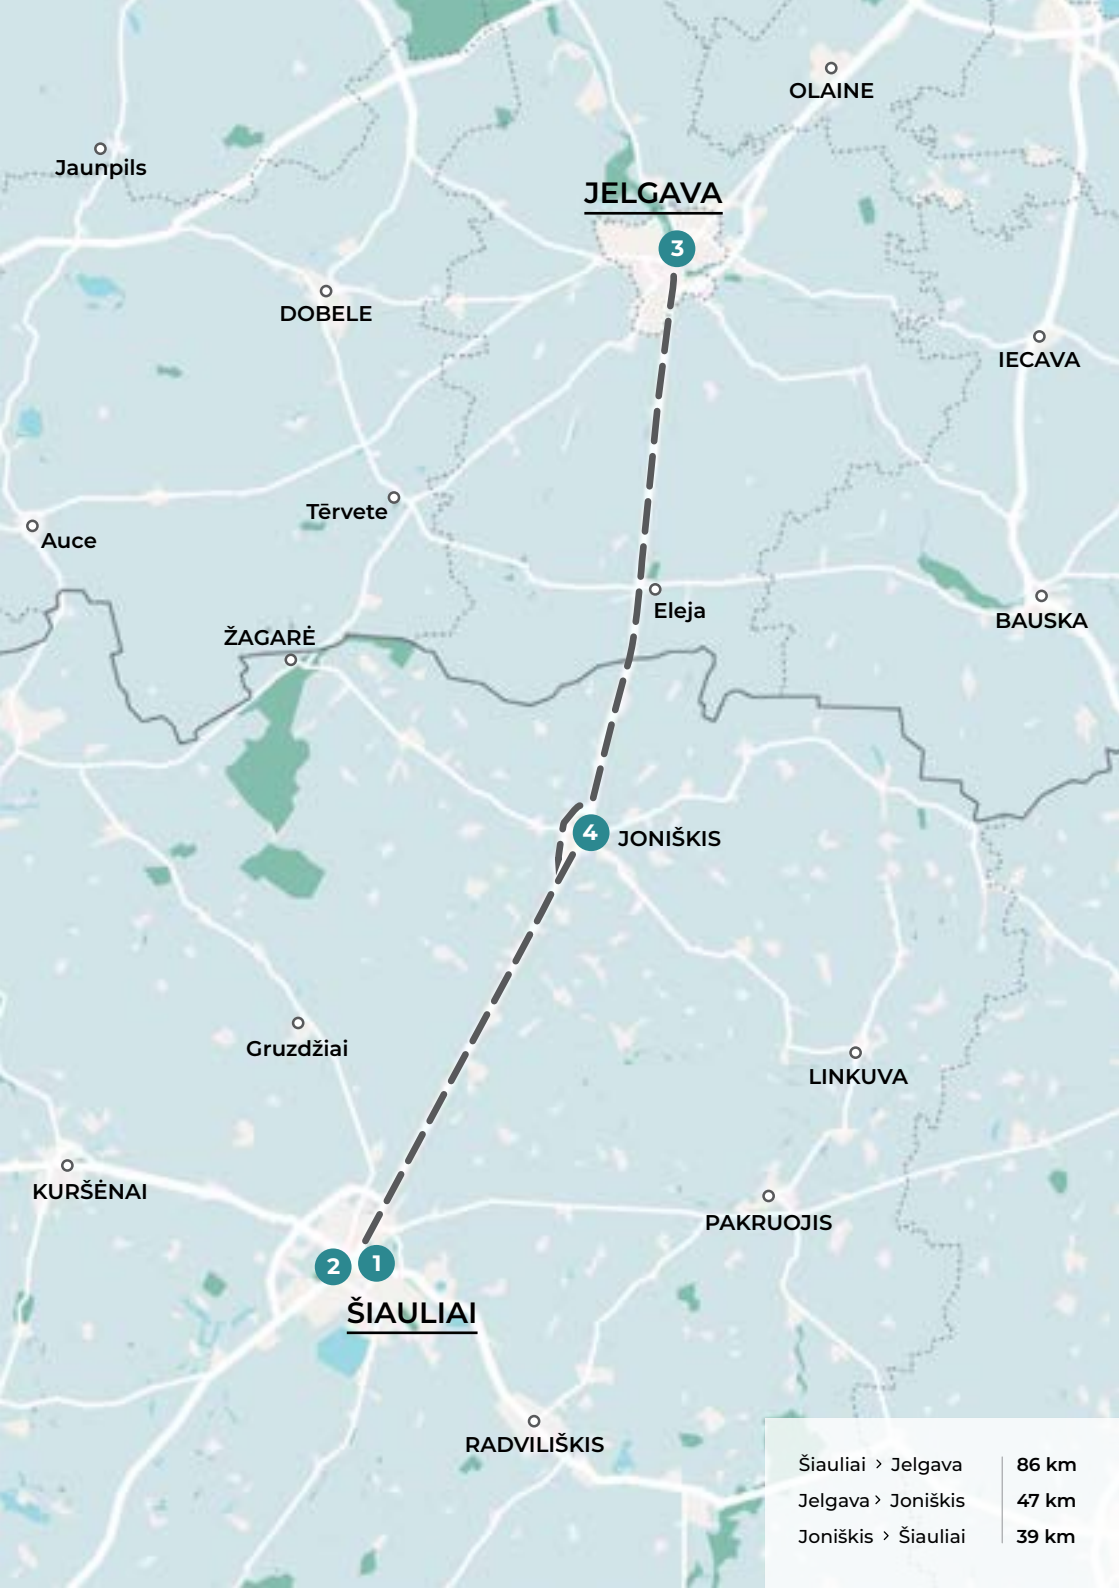 OLAINE
Jaunpils
JELGAVA
3
DOBELE
IECAVA
Tērvete
Auce
Eleja
BAUSKA
ŽAGARĖ
4 JONIŠKIS
Gruzdžiai
LINKUVA
KURŠĖNAI
PAKRUOJIS
2 1
ŠIAULIAI
RADVILIŠKIS
Šiauliai › Jelgava 86 km
Jelgava › Joniškis 47 km
Joniškis › Šiauliai 39 km